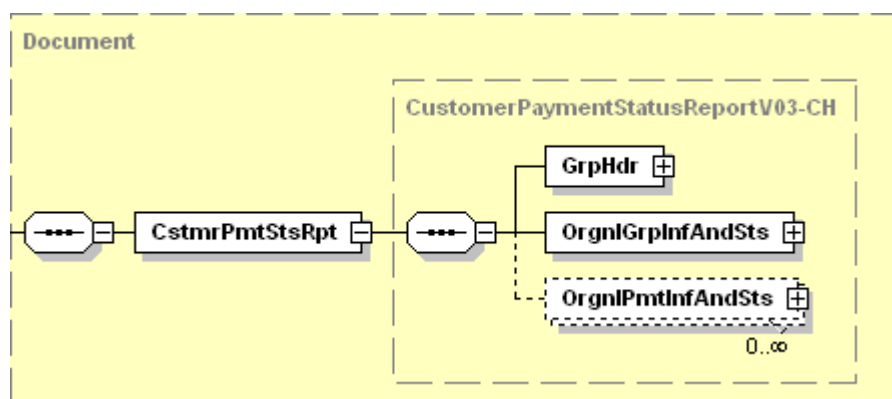 Document
CustomerPaymentStatusReportV03-CH
GrpHdr
CstmrPmtStsRpt
OrgnlGrpInfAndSts
OrgnlPmtInfAndSts
0..∞